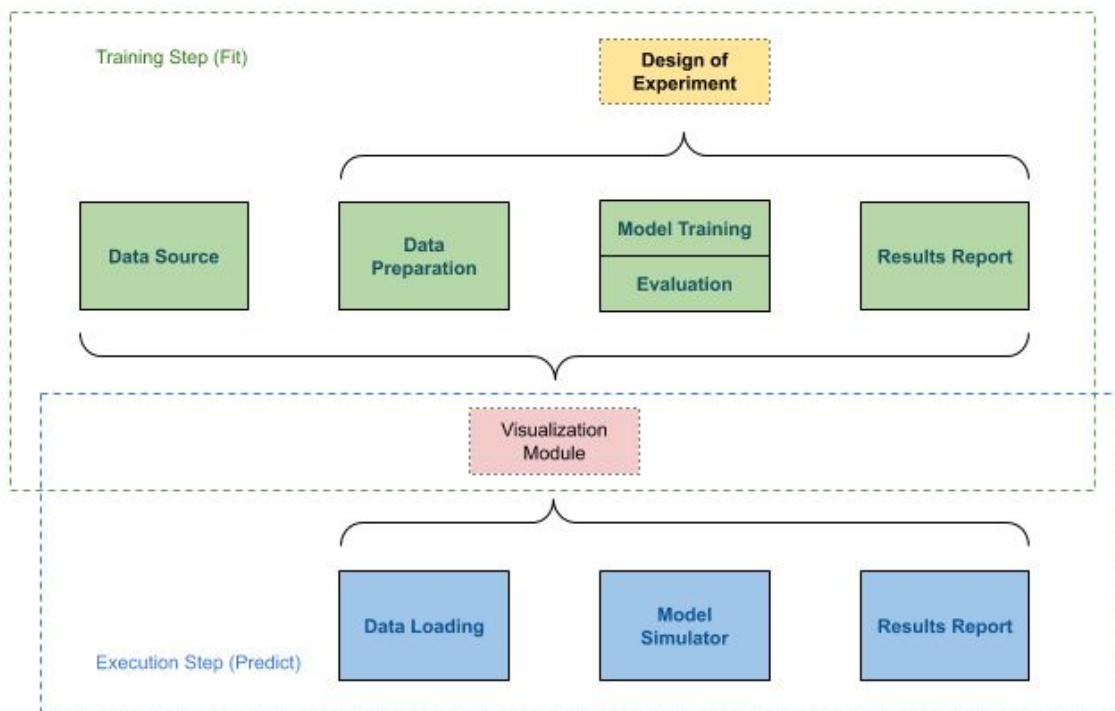 Training Step (Fit)
Design of
Experiment
Data Source
Data
Preparation
Model Training
Evaluation
Results Report
Visualization
Module
Data Loading
Model
Simulator
Results Report
Execution Step (Predict)